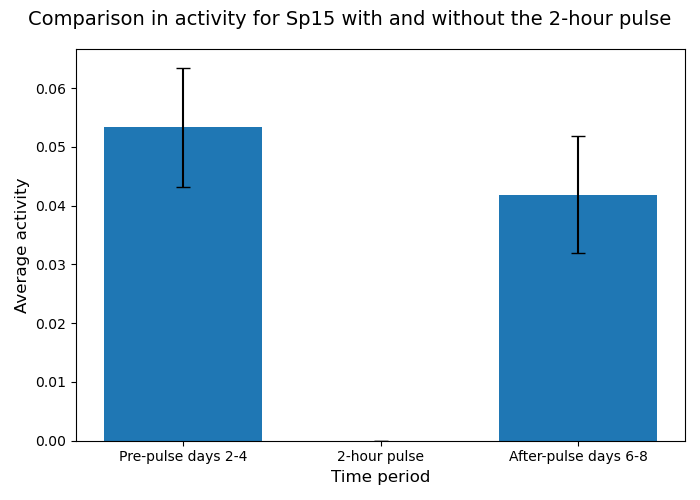 Comparison in activity for Sp15 with and without the 2-hour pulse
Average activity
0.06
0.05
0.04
0.03
0.02
0.01
0.00
Pre-pulse days 2-4
2-hour pulse
After-pulse days 6-8
Time period